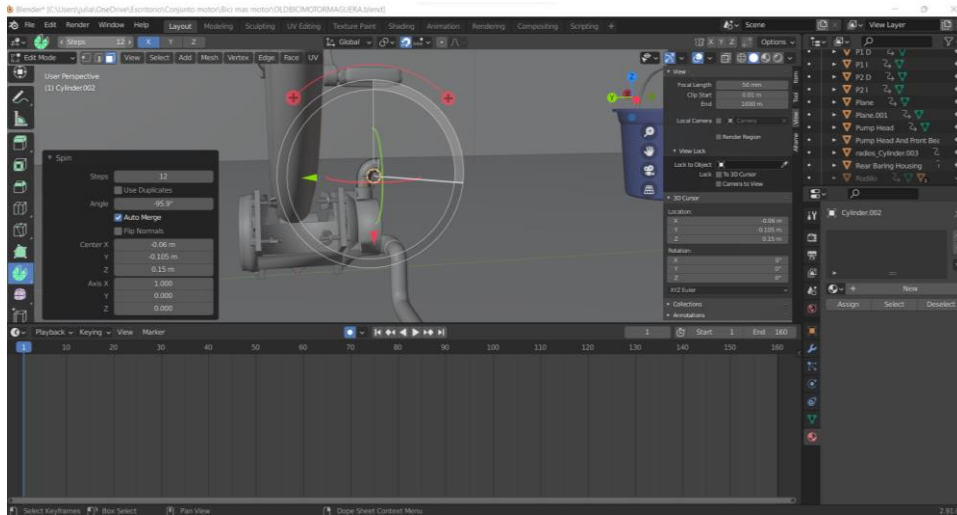 Blender* [C:\Users\julia\OneDrive\Escritorio\Conjunto motor\Bici mas motor\OLDBICIMOTORMAGUERA.blend]
File Edit Render Window Help Layout Modeling Sculpting UV Editing Texture Paint Shading Animation Rendering Compositing Scripting + Scene View Layer
Steps 12 X Y Z Global X Y Z Options
Edit Mode View Select Add Mesh Vertex Edge Face UV
User Perspective
(1) Cylinder.002
Spin
Steps 12
Use Duplicates
Angle -95.9°
Auto Merge
Flip Normals
Center X -0.06 m
Y -0.105 m
Z 0.15 m
Axis X 1.000
Y 0.000
Z 0.000
Z
Y
View
Focal Length 50 mm
Clip Start 0.01 m
End 1000 m
Local Camera Camera
Render Region
View Lock
Lock to Object
Lock To 3D Cursor
Camera to View
3D Cursor
Location:
X -0.06 m
Y -0.105 m
Z 0.15 m
Rotation:
X 0°
Y 0°
Z 0°
XYZ Euler
Collections
Annotations
Item
Tool
View
P1 D
P1 I
P2 D
P2 I
Plane
Plane.001
Pump Head
Pump Head And Front Bea
radios_Cylinder.003
Rear Baring Housing
Rodillo
Cylinder.002
New
Assign Select Deselect
Playback Keying View Marker 1 Start 1 End 160
1 10 20 30 40 50 60 70 80 90 100 110 120 130 140 150 160
Select Keyframes Box Select Pan View Dope Sheet Context Menu